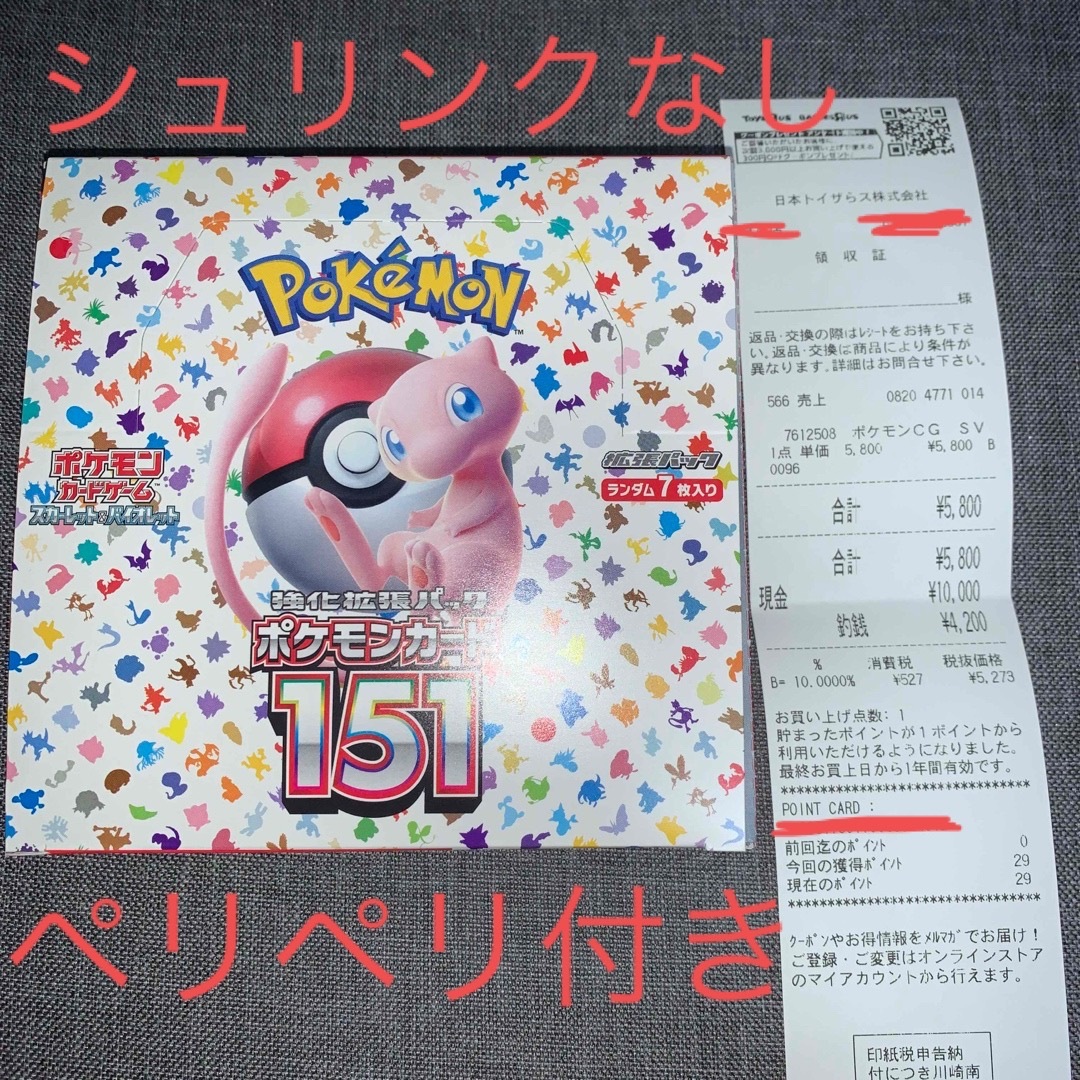 シュリンクなし
POKéMON
TM
ポケモン
カードゲーム
スカーレット&バイオレット
拡張パック
ランダム7枚入り
強化拡張パック
ポケモンカード
151
ペリペリ付き
日本トイザらス株式会社
領収証
様
返品・交換の際はレシートをお持ち下さ
い。返品・交換は商品により条件が
異なります。詳細はお問合せ下さい。
566 売上 0820 4771 014
7612508 ポケモンCG SV
1点 単価 5,800 ¥5,800 B
0096
合計 ¥5,800
合計 ¥5,800
現金 ¥10,000
釣銭 ¥4,200
% 消費税 税抜価格
B= 10.0000% ¥527 ¥5,273
お買い上げ点数: 1
貯まったポイントが1ポイントから
利用いただけるようになりました。
最終お買上日から1年間有効です。
********************************
POINT CARD :
前回迄のポイント 0
今回の獲得ポイント 29
現在のポイント 29
********************************
クーポンやお得情報をメルマガでお届け!
ご登録・ご変更はオンラインストア
のマイアカウントから行えます。
印紙税申告納
付につき川崎南